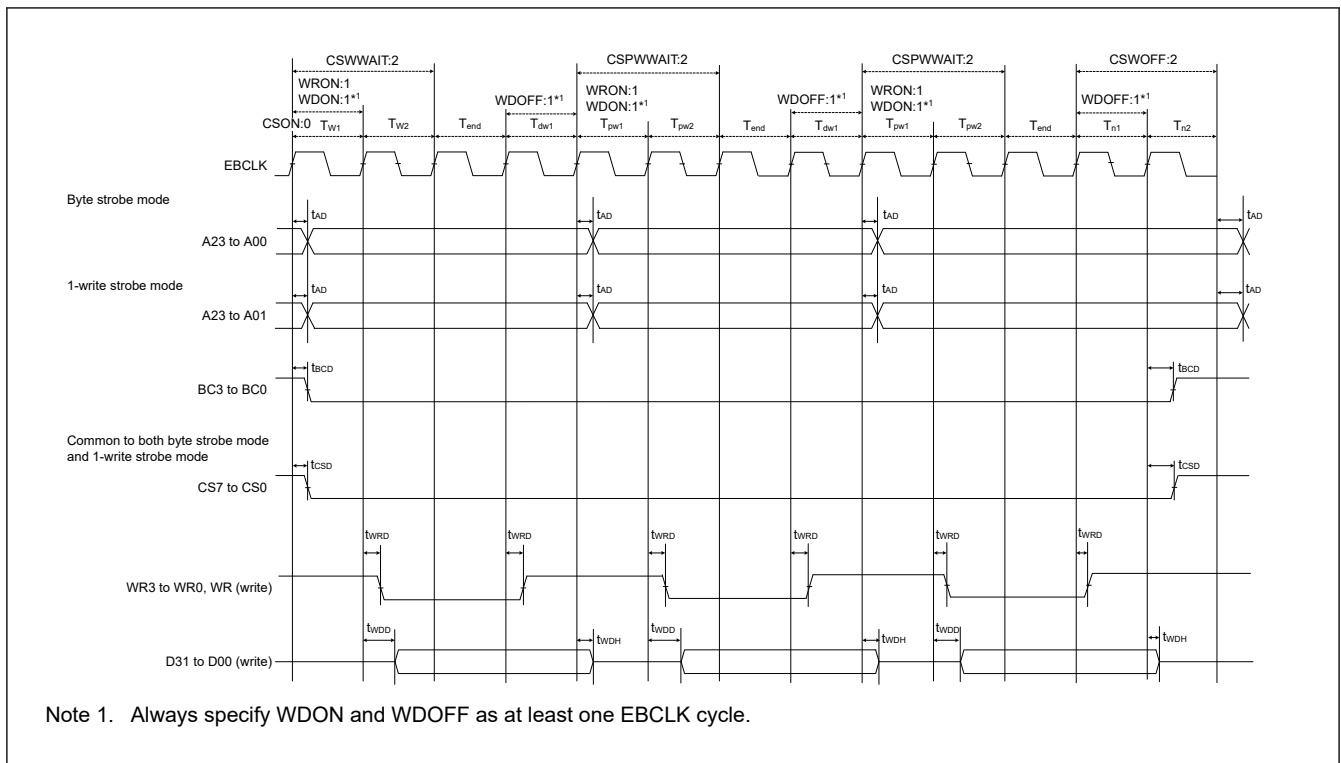 CSWWAIT:2 CSPWWAIT:2 CSPWWAIT:2 CSWOFF:2
WRON:1 WRON:1 WRON:1
WDON:1*1 WDOFF:1*1 WDON:1*1 WDOFF:1*1 WDON:1*1 WDOFF:1*1
CSON:0 TW1 TW2 Tend Tdw1 Tpw1 Tpw2 Tend Tdw1 Tpw1 Tpw2 Tend Tn1 Tn2
EBCLK
Byte strobe mode
tAD tAD tAD tAD
A23 to A00
1-write strobe mode
tAD tAD tAD tAD
A23 to A01
tBCD tBCD
BC3 to BC0
Common to both byte strobe mode
and 1-write strobe mode
tCSD tCSD
CS7 to CS0
tWRD tWRD tWRD tWRD tWRD tWRD
WR3 to WR0, WR (write)
tWDD tWDH tWDD tWDH tWDD tWDH
D31 to D00 (write)
Note 1. Always specify WDON and WDOFF as at least one EBCLK cycle.